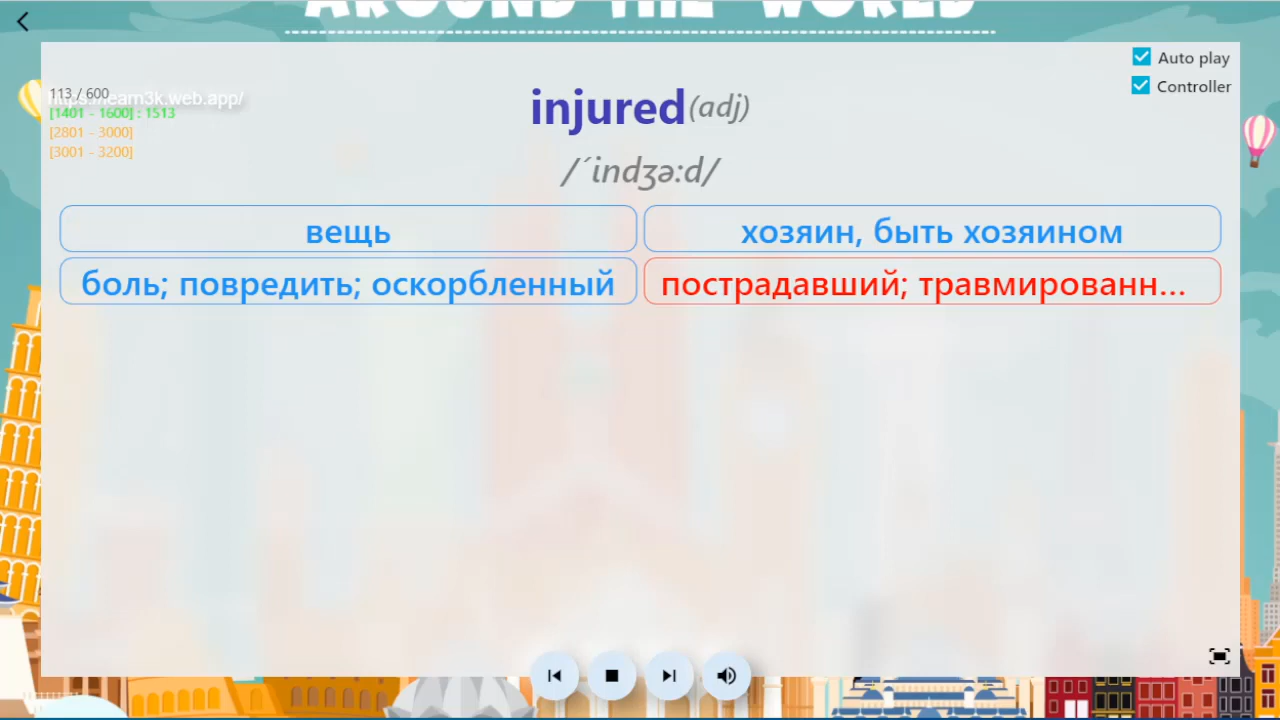 AROUND THE WORLD
Auto play
Controller
113 / 600
https://learn3k.web.app/
[1401 - 1600] : 1513
[2801 - 3000]
[3001 - 3200]
injured(adj)
/´indʒə:d/
вещь
хозяин, быть хозяином
боль; повредить; оскорбленный
пострадавший; травмированн...